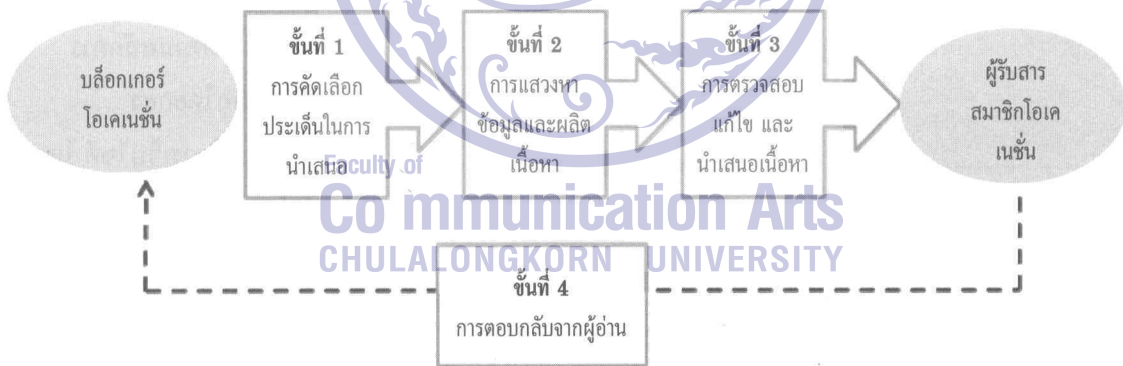 บล็อกเกอร์
โอเคเนชั่น
ขั้นที่ 1
การคัดเลือก
ประเด็นในการ
นำเสนอ
ขั้นที่ 2
การแสวงหา
ข้อมูลและผลิต
เนื้อหา
ขั้นที่ 3
การตรวจสอบ
แก้ไข และ
นำเสนอเนื้อหา
ผู้รับสาร
สมาชิกโอเค
เนชั่น
Faculty of
Co mmunication Arts
CHULALONGKORN UNIVERSITY
ขั้นที่ 4
การตอบกลับจากผู้อ่าน